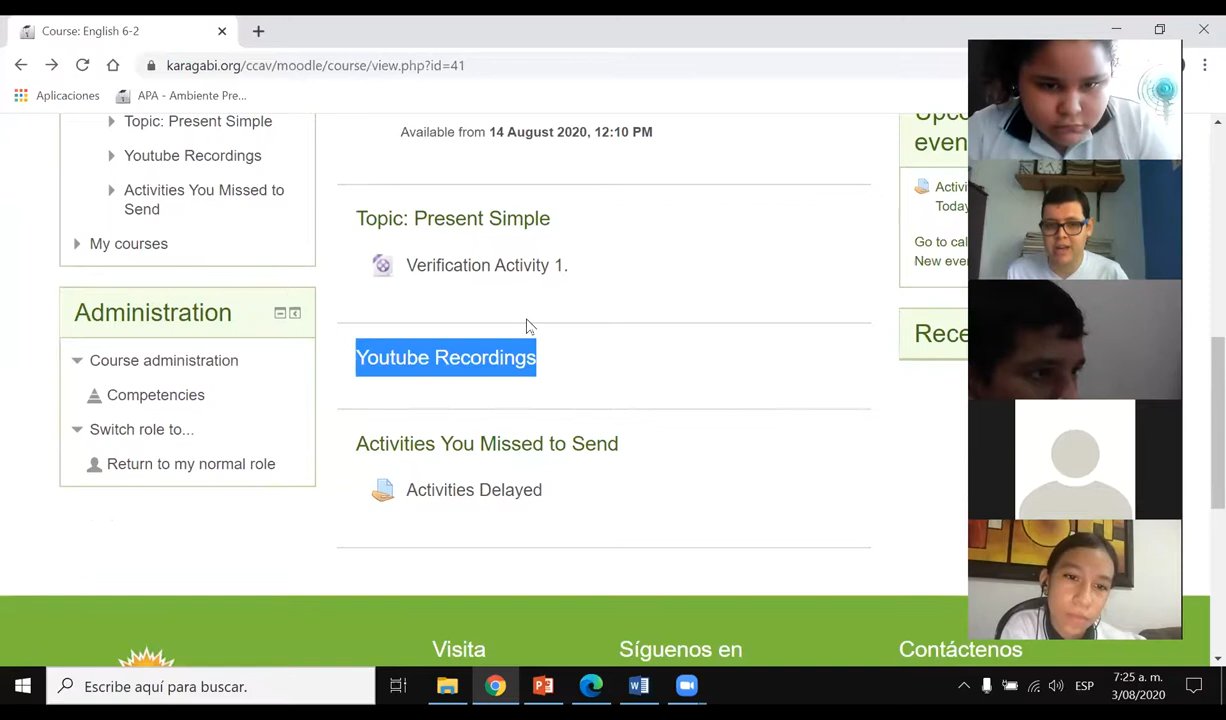 Course: English 6-2
karagabi.org/ccav/moodle/course/view.php?id=41
Aplicaciones
APA - Ambiente Pre...
Topic: Present Simple
Youtube Recordings
Activities You Missed to
Send
My courses
Administration
Course administration
Competencies
Switch role to...
Return to my normal role
Available from 14 August 2020, 12:10 PM
Topic: Present Simple
Verification Activity 1.
Youtube Recordings
Activities You Missed to Send
Activities Delayed
Today
Go to cal
New eve
Visita
Síguenos en
Contáctenos
Escribe aquí para buscar.
ESP
7:25 a. m.
3/08/2020